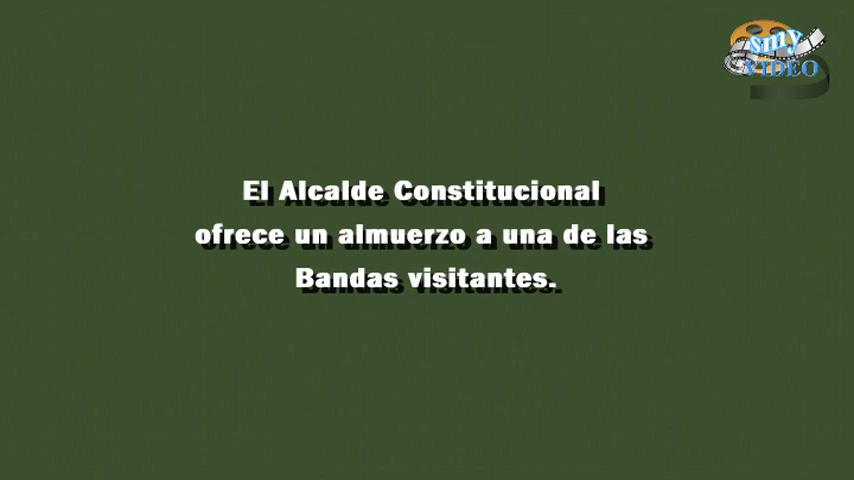 smy
VIDEO
El Alcalde Constitucional
ofrece un almuerzo a una de las
Bandas visitantes.